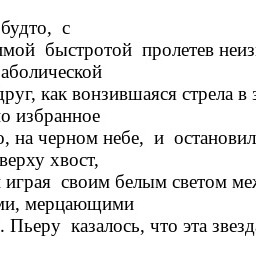 будто, с
имой быстротой пролетев неиз
аболической
друг, как вонзившаяся стрела в з
о избранное
о, на черном небе, и остановил
верху хвост,
играя своим белым светом ме
ми, мерцающими
. Пьеру казалось, что эта звезд